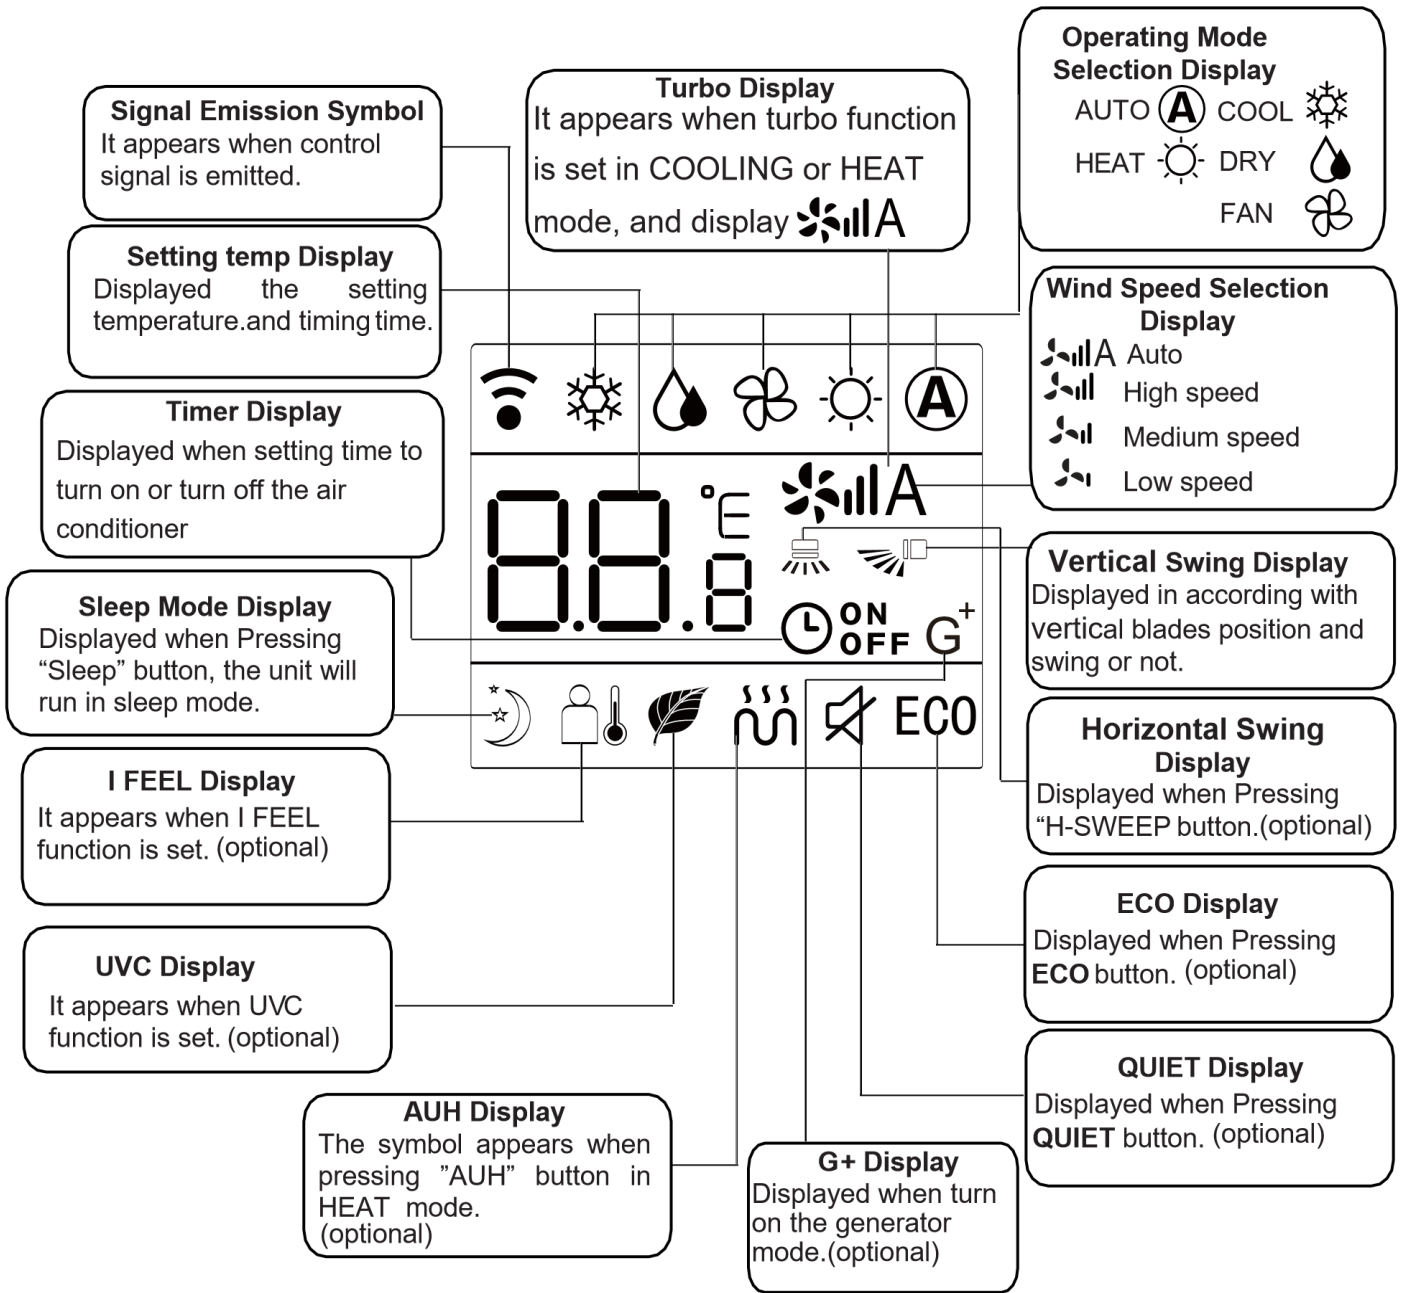 Operating Mode
Selection Display
AUTO A COOL
HEAT DRY
FAN
Turbo Display
It appears when turbo function
is set in COOLING or HEAT
mode, and display A
Signal Emission Symbol
It appears when control
signal is emitted.
Setting temp Display
Displayed the setting
temperature.and timing time.
Wind Speed Selection
Display
A Auto
High speed
Medium speed
Low speed
Timer Display
Displayed when setting time to
turn on or turn off the air
conditioner
A
88.8 °E
A
ON
OFF
G+
ECO
Vertical Swing Display
Displayed in according with
vertical blades position and
swing or not.
Sleep Mode Display
Displayed when Pressing
“Sleep” button, the unit will
run in sleep mode.
Horizontal Swing
Display
Displayed when Pressing
“H-SWEEP button.(optional)
I FEEL Display
It appears when I FEEL
function is set. (optional)
ECO Display
Displayed when Pressing
ECO button. (optional)
UVC Display
It appears when UVC
function is set. (optional)
QUIET Display
Displayed when Pressing
QUIET button. (optional)
AUH Display
The symbol appears when
pressing ”AUH” button in
HEAT mode.
(optional)
G+ Display
Displayed when turn
on the generator
mode.(optional)